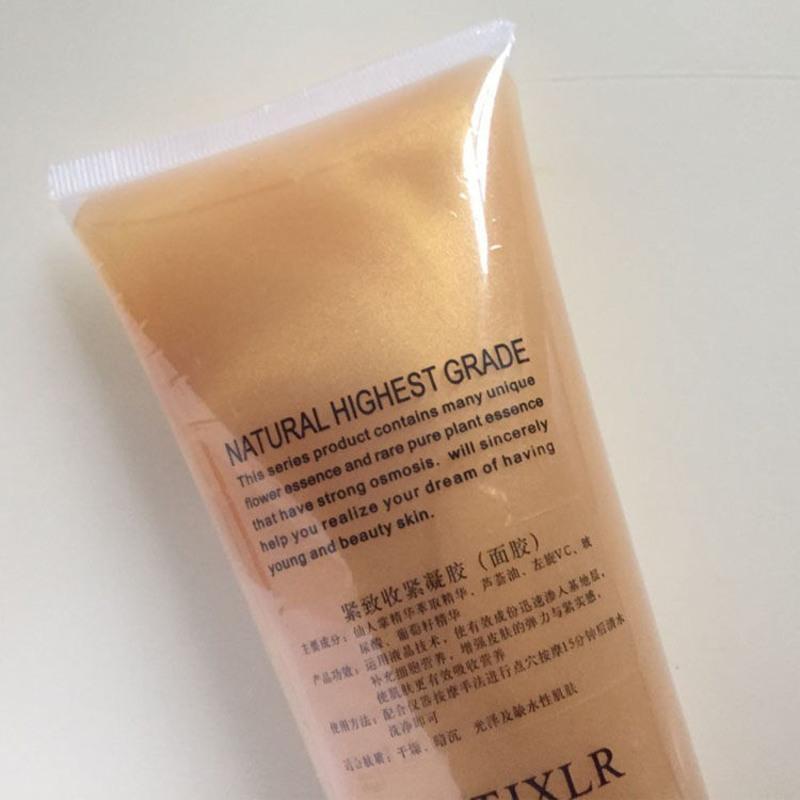 NATURAL HIGHEST GRADE
This series product contains many unique
flower essence and rare pure plant essence
that have strong osmosis. will sincerely
help you realize your dream of having
young and beauty skin.
紧致收紧凝胶（面胶）
主要成分：仙人掌精华萃取精华、芦荟油、左旋VC、玻
尿酸、葡萄籽精华
产品功效：运用液晶技术，使有效成份迅速渗入基地层，
补充细胞营养，增强皮肤的弹力与紧实感，
使肌肤更有效吸收营养
使用方法：配合仪器按摩手法进行点穴按摩15分钟后清水
洗净即可
适合肤质：干燥、暗沉 光泽及缺水性肌肤